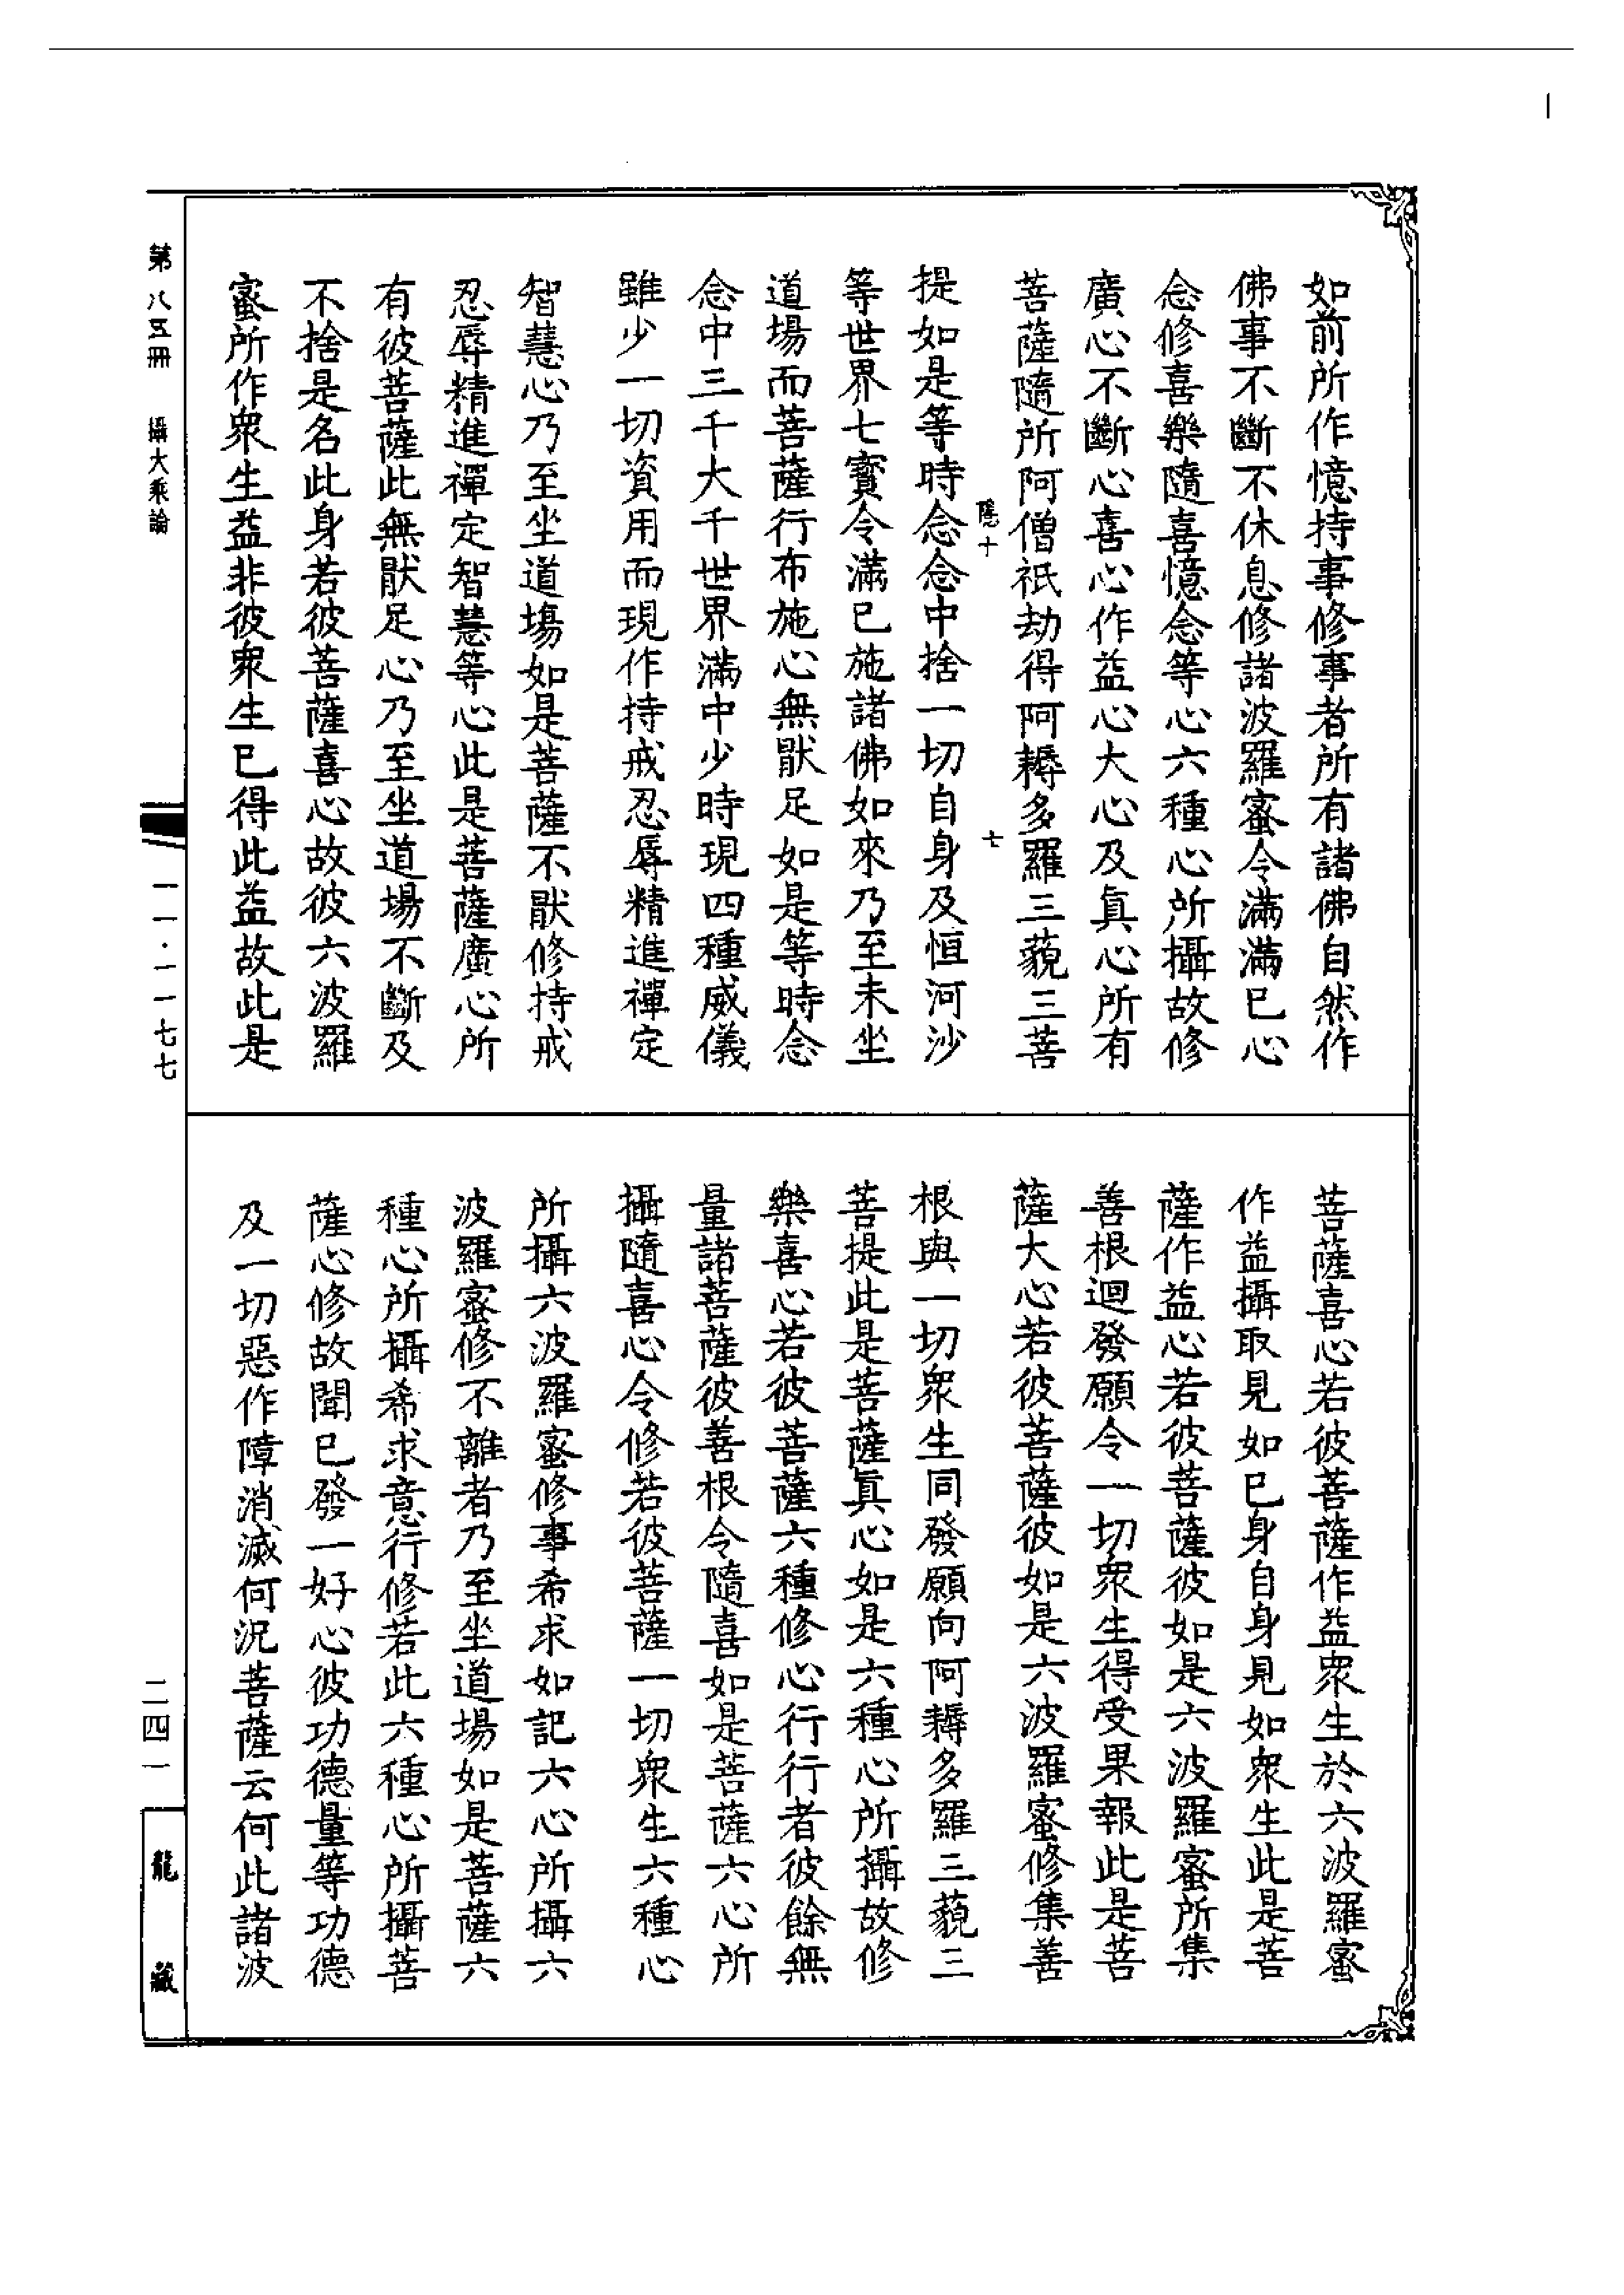 如前所作憶持事修事者所有諸佛自然作
佛事不斷不休息修諸波羅蜜令滿滿已心
念修喜樂隨喜憶念等心六種心所攝故修
廣心不斷心喜心作益心大心及真心所有
菩薩隨所阿僧祇劫得阿耨多羅三藐三菩
隱十 七
提如是等時念念中捨一切自身及恒河沙
等世界七寶令滿已施諸佛如來乃至未坐
道場而菩薩行布施心無猒足如是等時念
念中三千大千世界滿中少時現四種威儀
雖少一切資用而現作持戒忍辱精進禪定
智慧心乃至坐道場如是菩薩不猒修持戒
忍辱精進禪定智慧等心此是菩薩廣心所
有彼菩薩此無猒足心乃至坐道場不斷及
不捨是名此身若彼菩薩喜心故彼六波羅
蜜所作衆生益非彼衆生已得此益故此是
菩薩喜心若彼菩薩作益衆生於六波羅蜜
作益攝取見如已身自身見如衆生此是菩
薩作益心若彼菩薩彼如是六波羅蜜所集
善根迴發願令一切衆生得受果報此是菩
薩大心若彼菩薩彼如是六波羅蜜修集善
根與一切衆生同發願向阿耨多羅三藐三
菩提此是菩薩真心如是六種心所攝故修
樂喜心若彼菩薩六種修心行行者彼餘無
量諸菩薩彼善根令隨喜如是菩薩六心所
攝隨喜心令修若彼菩薩一切衆生六種心
所攝六波羅蜜修事希求如記六心所攝六
波羅蜜修不離者乃至坐道場如是菩薩六
種心所攝希求意行修若此六種心所攝菩
薩心修故聞已發一好心彼功德量等功德
及一切惡作障消滅何況菩薩云何此諸波
第八五冊 攝大乘論
一一·一一七七
二四一
龍藏